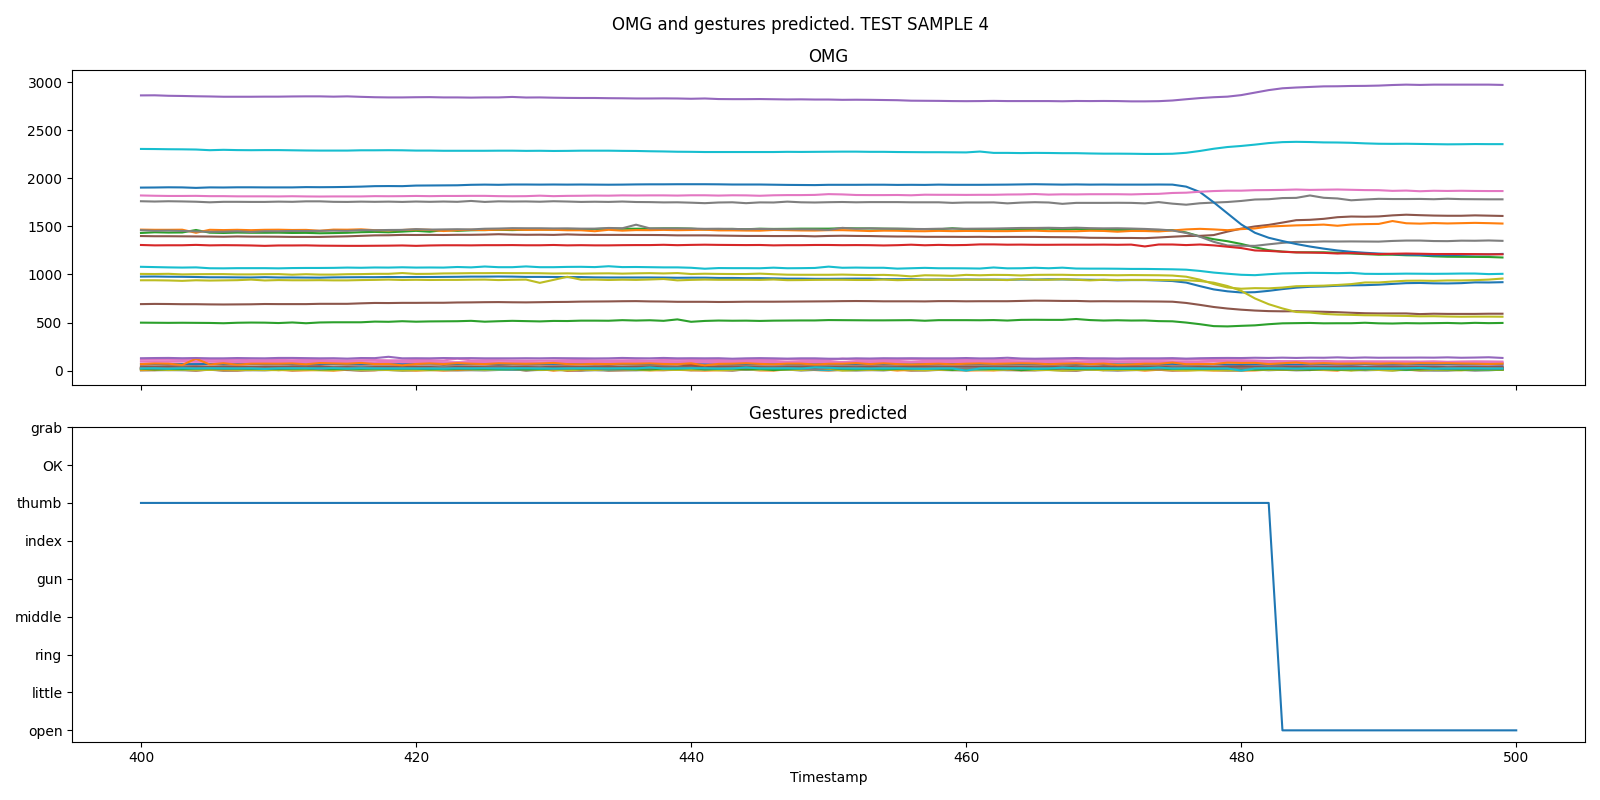 OMG and gestures predicted. TEST SAMPLE 4
OMG
3000
2500
2000
1500
1000
500
0
Gestures predicted
grab
OK
thumb
index
gun
middle
ring
little
open
400 420 440 460 480 500
Timestamp